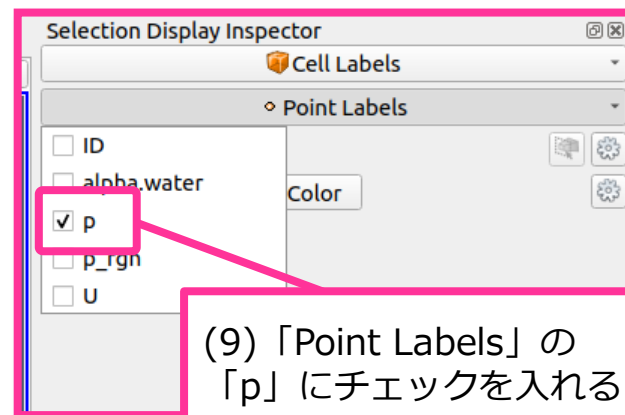 Selection Display Inspector
Cell Labels
Point Labels
ID
alpha.water
Color
p
p_rgh
U
(9)「Point Labels」の
「p」にチェックを入れる